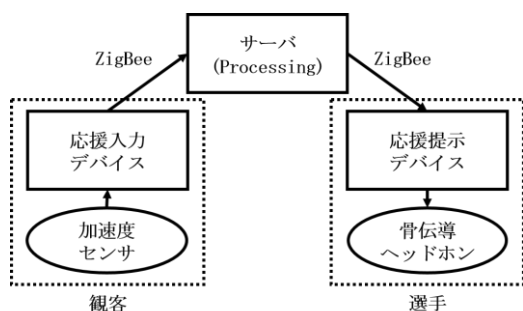 サーバ
(Processing)
ZigBee
ZigBee
応援入力
デバイス
応援提示
デバイス
加速度
センサ
骨伝導
ヘッドホン
観客
選手